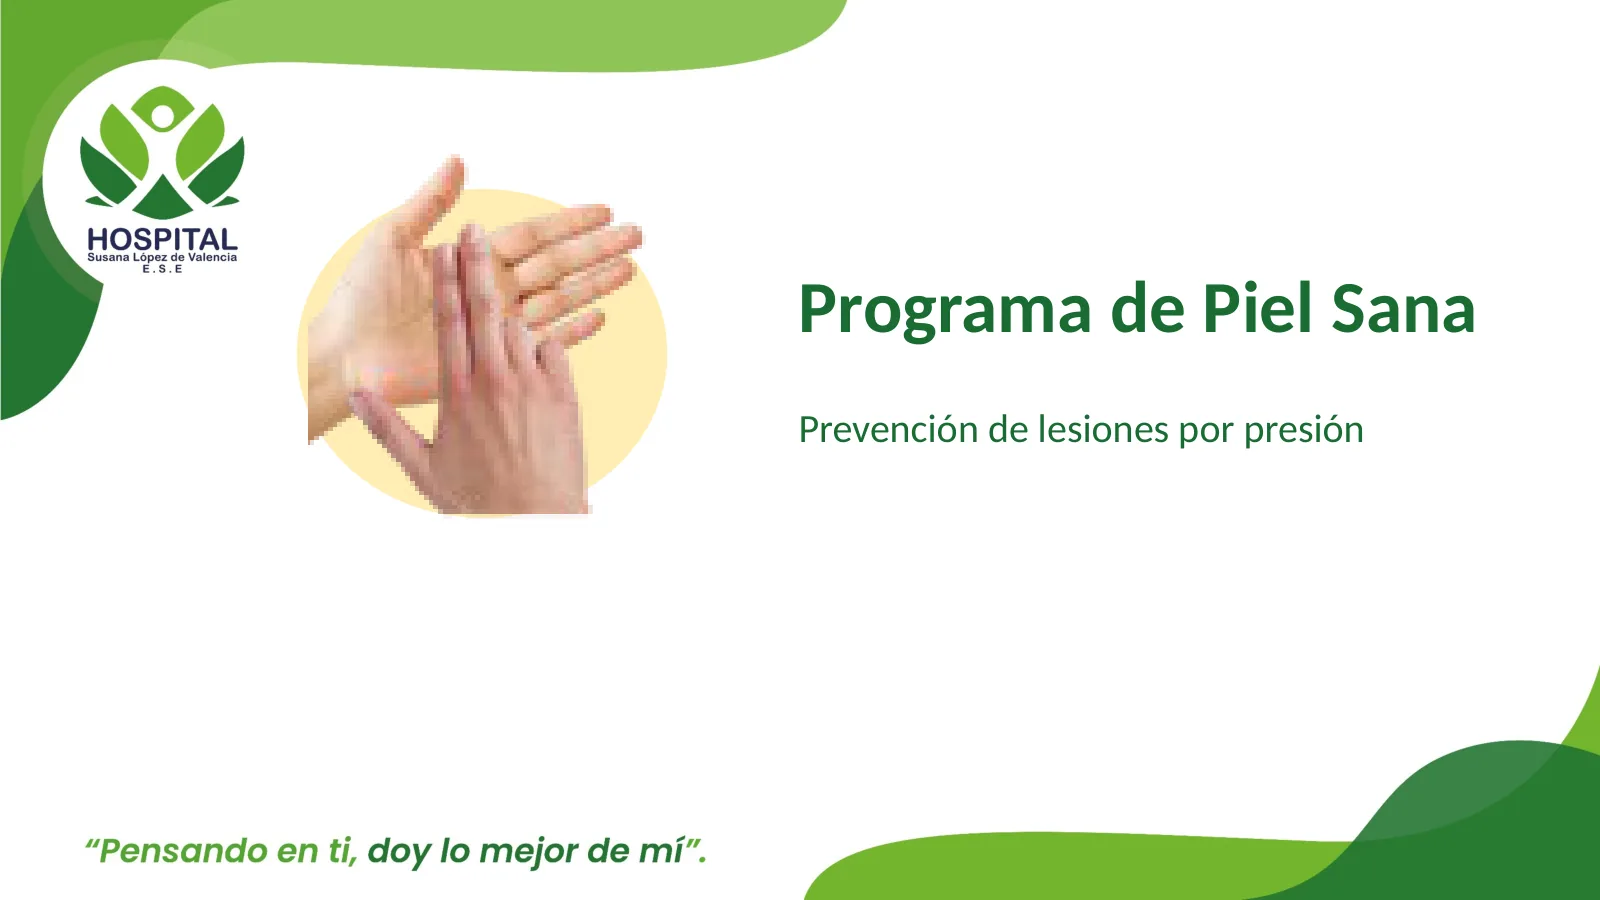 HOSPITAL
Susana López de Valencia
E.S.E
Programa de Piel Sana
Prevención de lesiones por presión
“Pensando en ti, doy lo mejor de mí”.